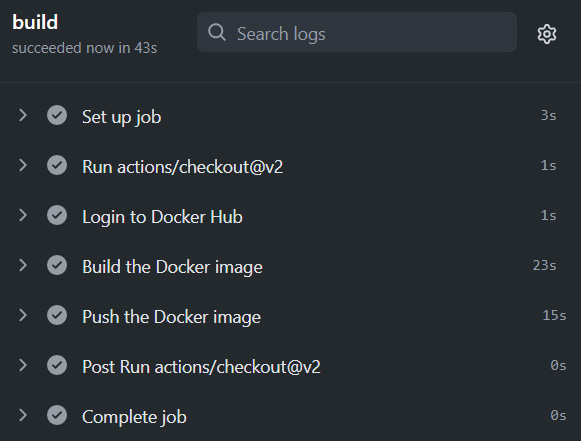 build
succeeded now in 43s
Search logs
Set up job 3s
Run actions/checkout@v2 1s
Login to Docker Hub 1s
Build the Docker image 23s
Push the Docker image 15s
Post Run actions/checkout@v2 0s
Complete job 0s